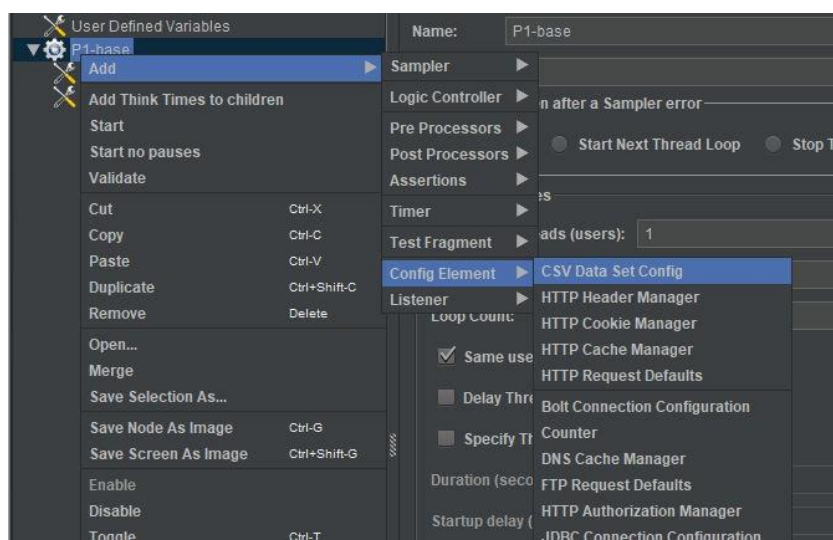 User Defined Variables
Name: P1-base
P1-base
Add
Sampler
Add Think Times to children
Logic Controller
after a Sampler error
Start
Pre Processors
Start Next Thread Loop
Stop
Start no pauses
Post Processors
Validate
Assertions
Cut Ctrl-X
Timer
Copy Ctrl-C
Test Fragment
(users): 1
Paste Ctrl-V
Config Element
CSV Data Set Config
Duplicate Ctrl+Shift-C
Listener
HTTP Header Manager
Remove Delete
Loop Count:
HTTP Cookie Manager
Open...
Same use
HTTP Cache Manager
Merge
HTTP Request Defaults
Save Selection As...
Delay Thre
Bolt Connection Configuration
Save Node As Image Ctrl-G
Specify Th
Counter
Save Screen As Image Ctrl+Shift-G
DNS Cache Manager
Enable
Duration (seco
FTP Request Defaults
Disable
Startup delay (
HTTP Authorization Manager
Toggle Ctrl-T
JDBC Connection Configuration